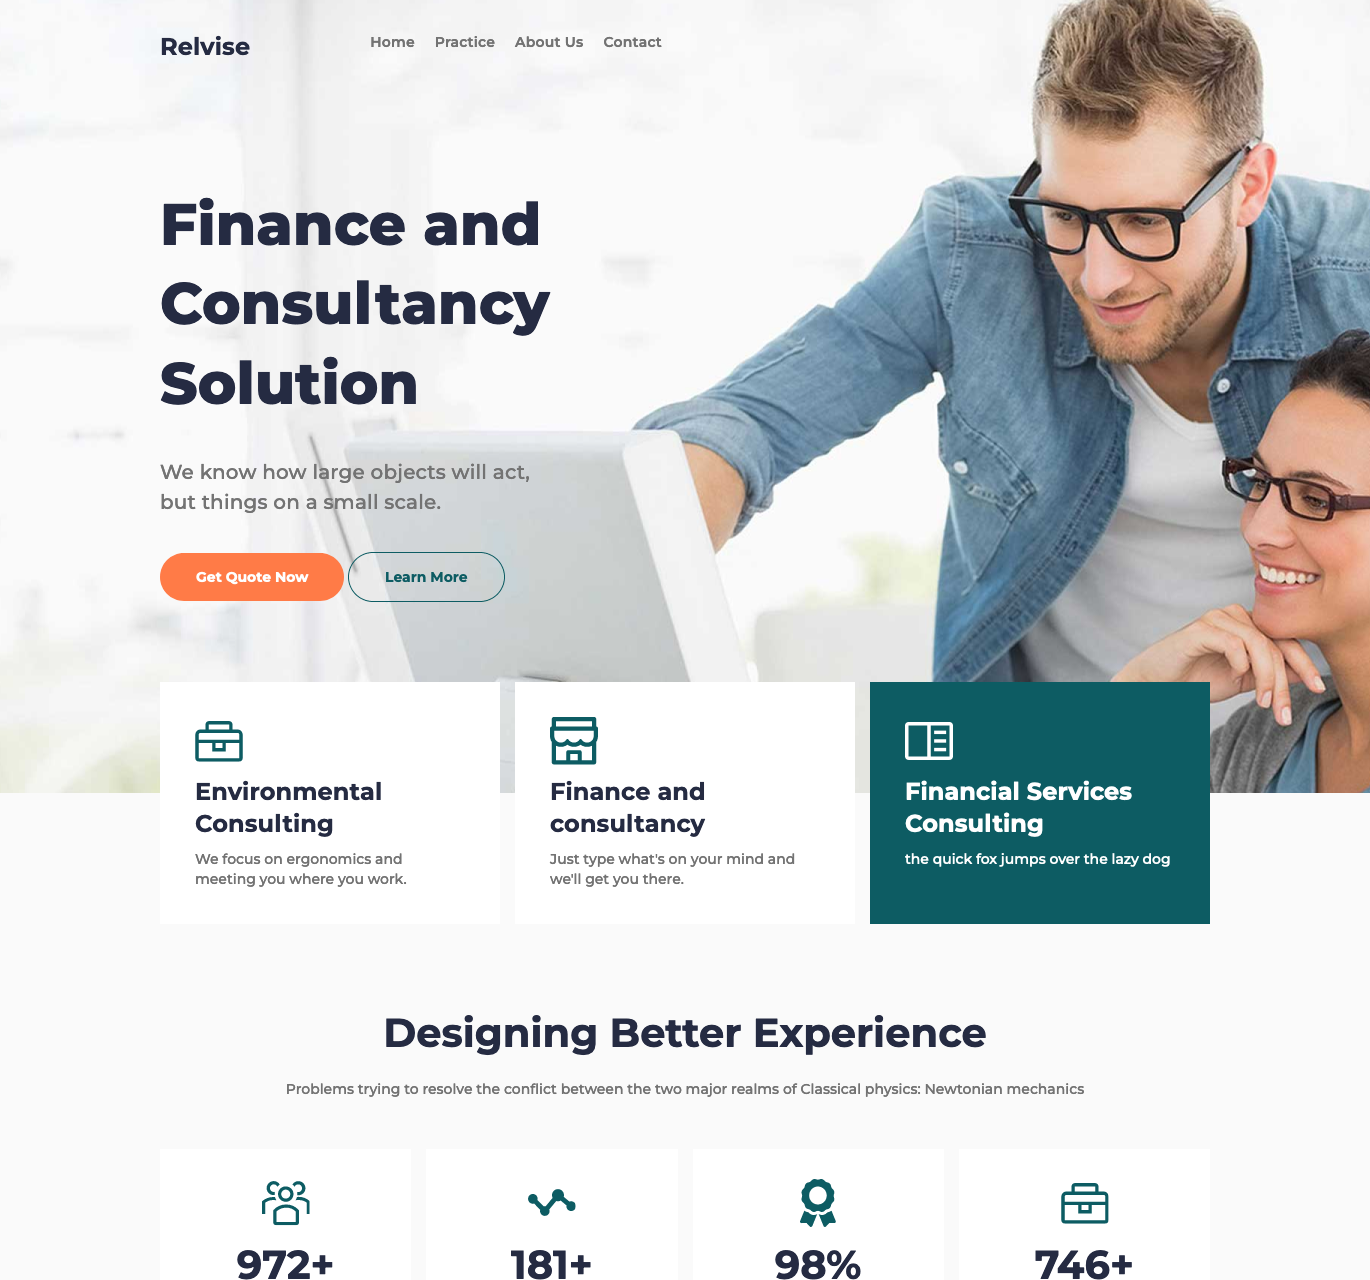 Relvise
Home Practice About Us Contact
Finance and
Consultancy
Solution
We know how large objects will act,
but things on a small scale.
Get Quote Now Learn More
Environmental
Consulting
We focus on ergonomics and
meeting you where you work.
Finance and
consultancy
Just type what's on your mind and
we'll get you there.
Financial Services
Consulting
the quick fox jumps over the lazy dog
Designing Better Experience
Problems trying to resolve the conflict between the two major realms of Classical physics: Newtonian mechanics
972+ 181+ 98% 746+